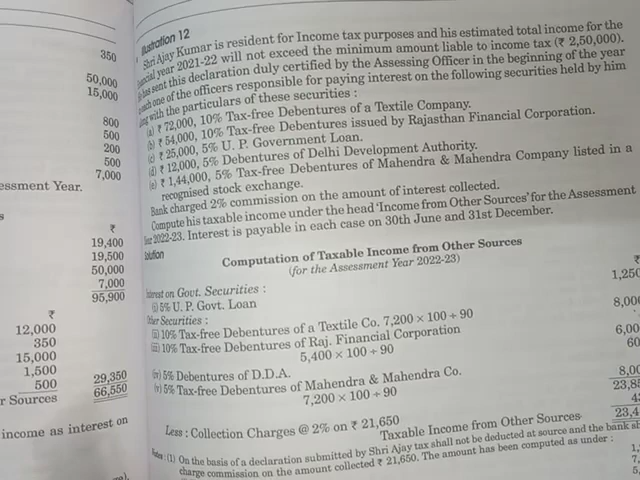 350
50,000
15,000
800
500
200
500
7,000
essment Year.
s
₹
19,400
19,500
50,000
7,000
95,900
₹
12,000
350
15,000
1,500
500
29,350
r Sources
66,550
income as interest on
Illustration 12
Shri Ajay Kumar is resident for Income tax purposes and his estimated total income for the
financial year 2021-22 will not exceed the minimum amount liable to income tax (₹ 2,50,000).
has sent this declaration duly certified by the Assessing Officer in the beginning of the year
each one of the officers responsible for paying interest on the following securities held by him
with the particulars of these securities :
(a) ₹ 72,000, 10% Tax-free Debentures of a Textile Company.
(b) ₹ 54,000, 10% Tax-free Debentures issued by Rajasthan Financial Corporation.
(c) ₹ 25,000, 5% U. P. Government Loan.
(d) ₹ 12,000, 5% Debentures of Delhi Development Authority.
(e) ₹ 1,44,000, 5% Tax-free Debentures of Mahendra & Mahendra Company listed in a
recognised stock exchange.
Bank charged 2% commission on the amount of interest collected.
Compute his taxable income under the head 'Income from Other Sources' for the Assessment
Year 2022-23. Interest is payable in each case on 30th June and 31st December.
Solution
Computation of Taxable Income from Other Sources
(for the Assessment Year 2022-23)
₹
Interest on Govt. Securities :
(i) 5% U. P. Govt. Loan 1,250
Other Securities :
(ii) 10% Tax-free Debentures of a Textile Co. 7,200 × 100 ÷ 90 8,000
(iii) 10% Tax-free Debentures of Raj. Financial Corporation
5,400 × 100 ÷ 90 6,00
(iv) 5% Debentures of D.D.A. 60
(v) 5% Tax-free Debentures of Mahendra & Mahendra Co.
7,200 × 100 ÷ 90 8,00
23,8
Less : Collection Charges @ 2% on ₹ 21,650 4
Taxable Income from Other Sources 23,4
Notes : (1) On the basis of a declaration submitted by Shri Ajay tax shall not be deducted at source and the bank sh
charge commission on the amount collected ₹ 21,650. The amount has been computed as under :
1,
7,
5,